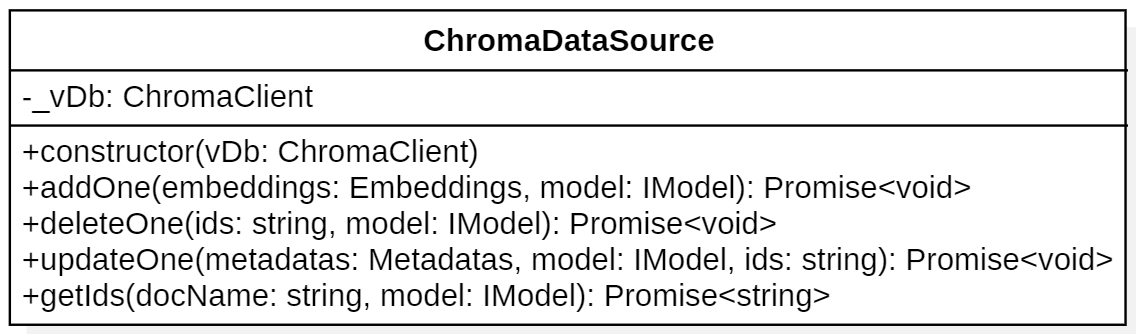 ChromaDataSource
-_vDb: ChromaClient
+constructor(vDb: ChromaClient)
+addOne(embeddings: Embeddings, model: IModel): Promise<void>
+deleteOne(ids: string, model: IModel): Promise<void>
+updateOne(metadatas: Metadatas, model: IModel, ids: string): Promise<void>
+getIds(docName: string, model: IModel): Promise<string>